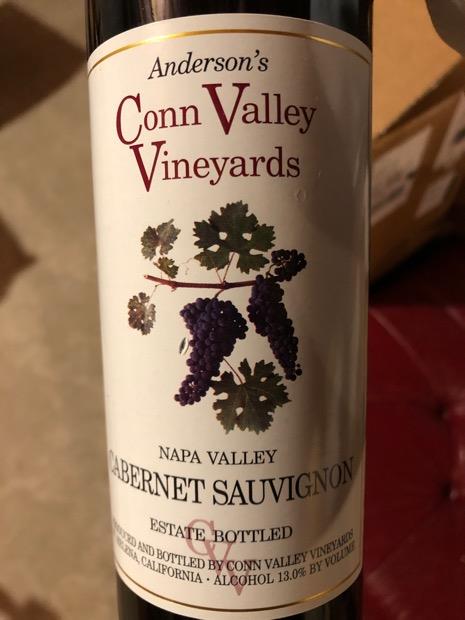 Anderson's
Conn Valley
Vineyards
NAPA VALLEY
CABERNET SAUVIGNON
ESTATE BOTTLED
CV
AND BOTTLED BY CONN VALLEY VINEYARDS
HELENA, CALIFORNIA · ALCOHOL 13.0% BY VOLUME